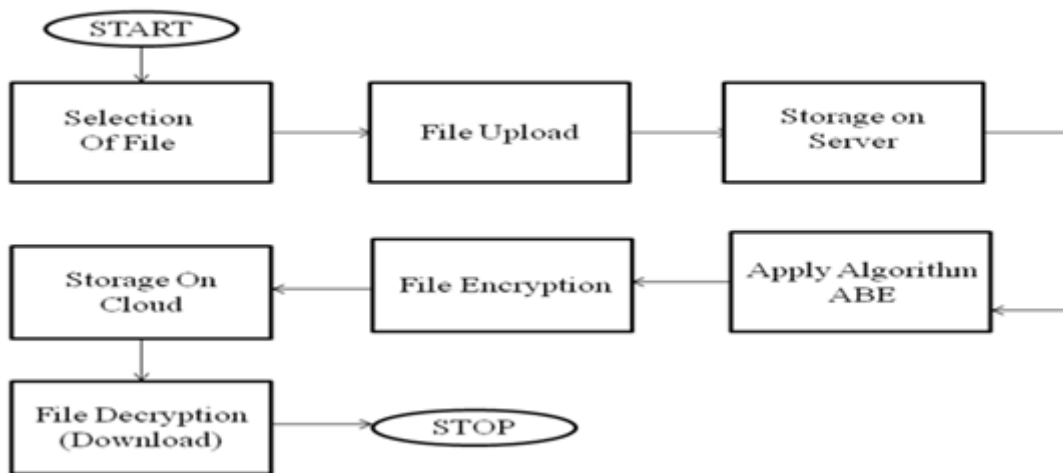 START
Selection
Of File
File Upload
Storage on
Server
Apply Algorithm
ABE
File Encryption
Storage On
Cloud
File Decryption
(Download)
STOP